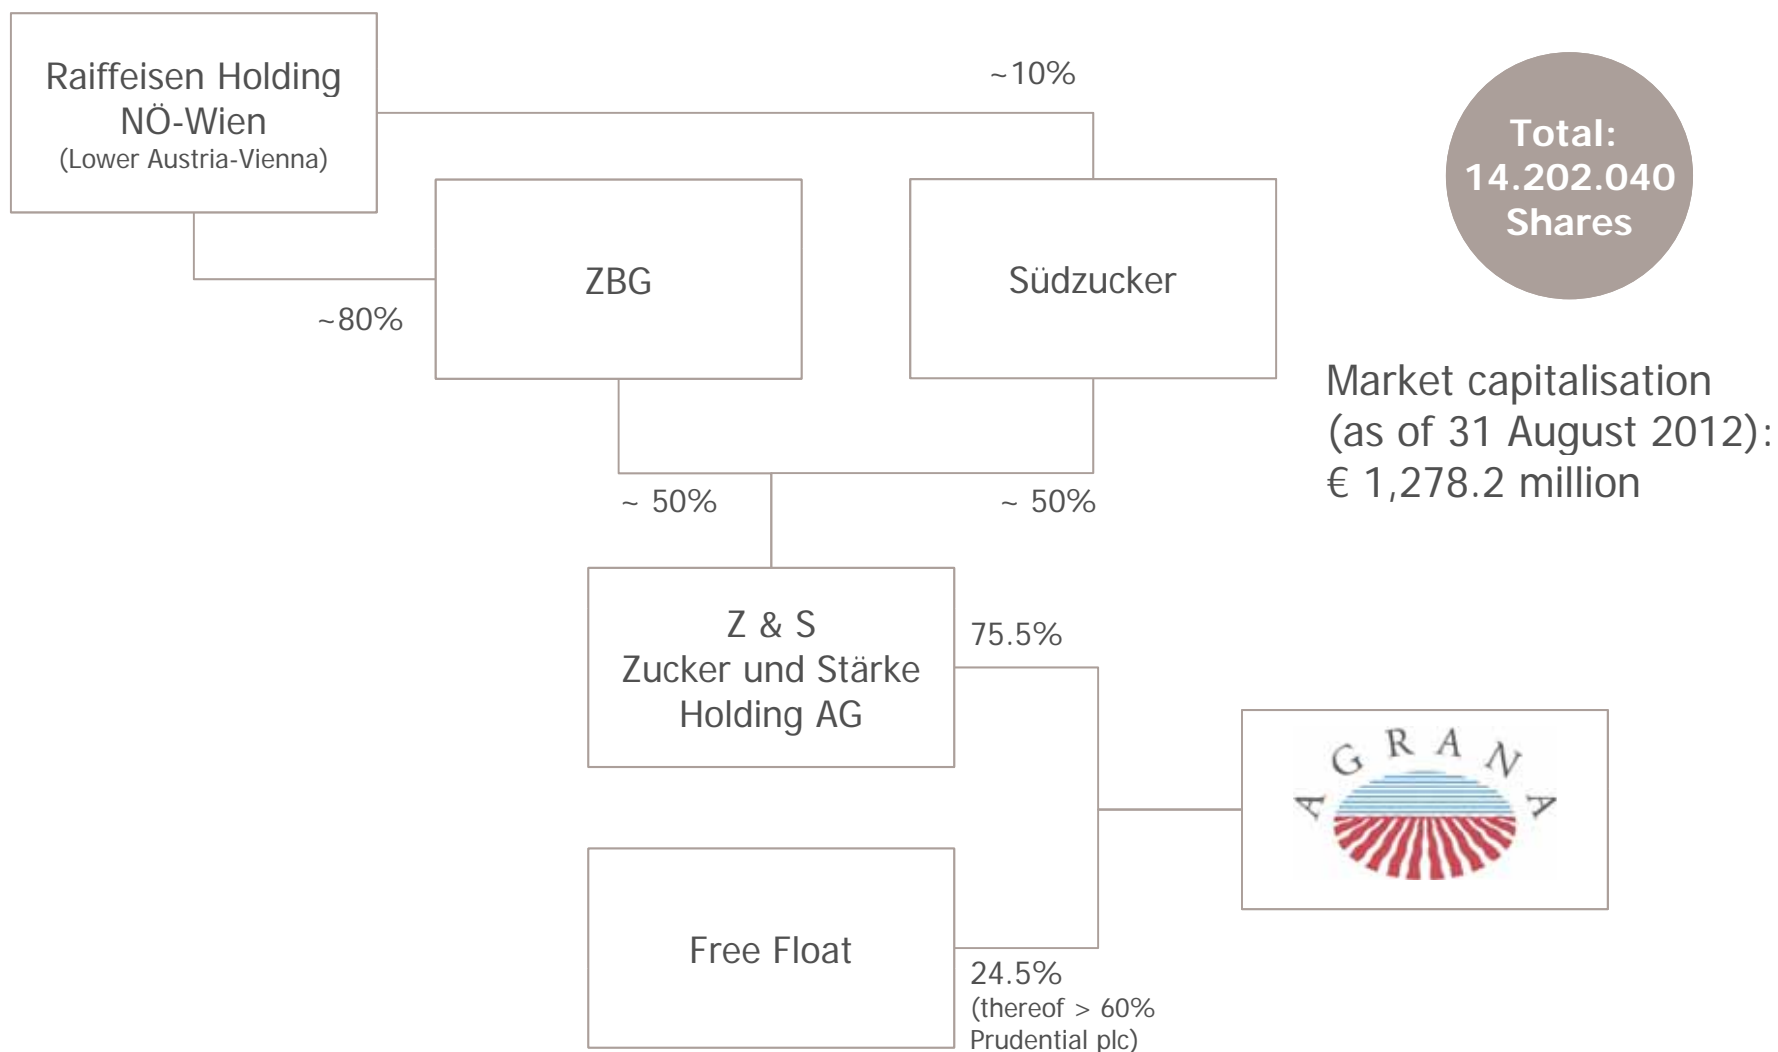 Raiffeisen Holding
NÖ-Wien
(Lower Austria-Vienna)
~10%
Total:
14.202.040
Shares
ZBG
Südzucker
~80%
Market capitalisation
(as of 31 August 2012):
€ 1,278.2 million
~ 50%
~ 50%
Z & S
Zucker und Stärke
Holding AG
75.5%
AGRANA
Free Float
24.5%
(thereof > 60%
Prudential plc)